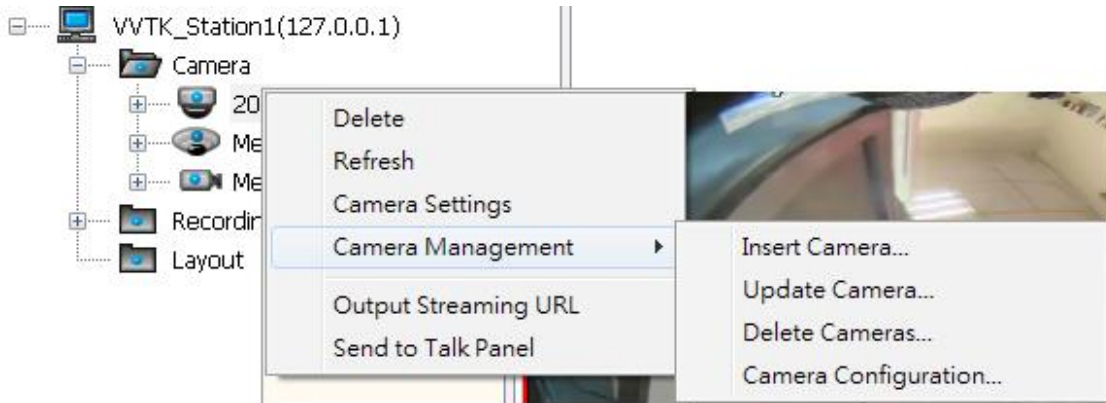 VVTK_Station1(127.0.0.1)
Camera
20
Me
Me
Recordin
Layout
Delete
Refresh
Camera Settings
Camera Management
Output Streaming URL
Send to Talk Panel
Insert Camera...
Update Camera...
Delete Cameras...
Camera Configuration...